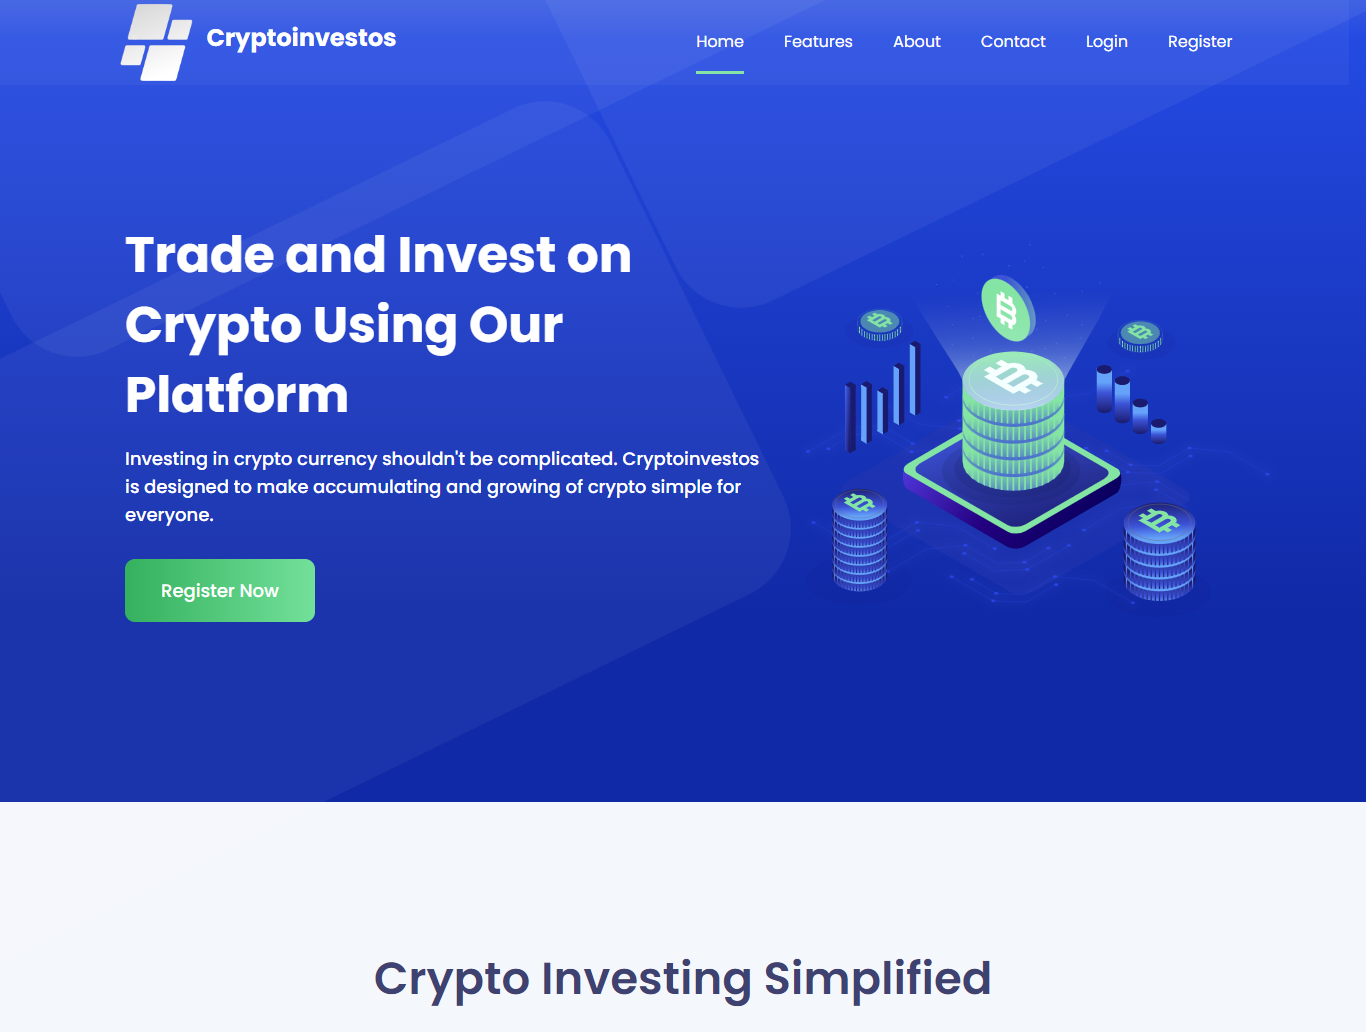 Cryptoinvestos
Home Features About Contact Login Register
Trade and Invest on
Crypto Using Our
Platform
Investing in crypto currency shouldn't be complicated. Cryptoinvestos
is designed to make accumulating and growing of crypto simple for
everyone.
Register Now
Crypto Investing Simplified